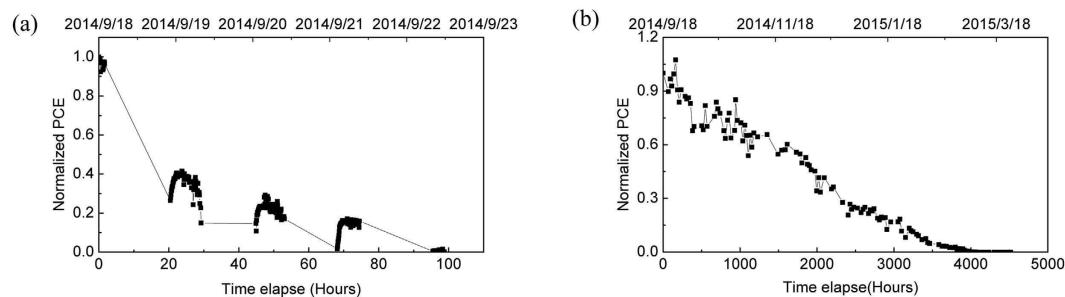 (a)
2014/9/18 2014/9/19 2014/9/20 2014/9/21 2014/9/22 2014/9/23
1.0
0.8
0.6
0.4
0.2
0.0
Normalized PCE
0 20 40 60 80 100
Time elapse (Hours)
(b)
2014/9/18 2014/11/18 2015/1/18 2015/3/18
1.2
0.9
0.6
0.3
0.0
Normalized PCE
0 1000 2000 3000 4000 5000
Time elapse(Hours)